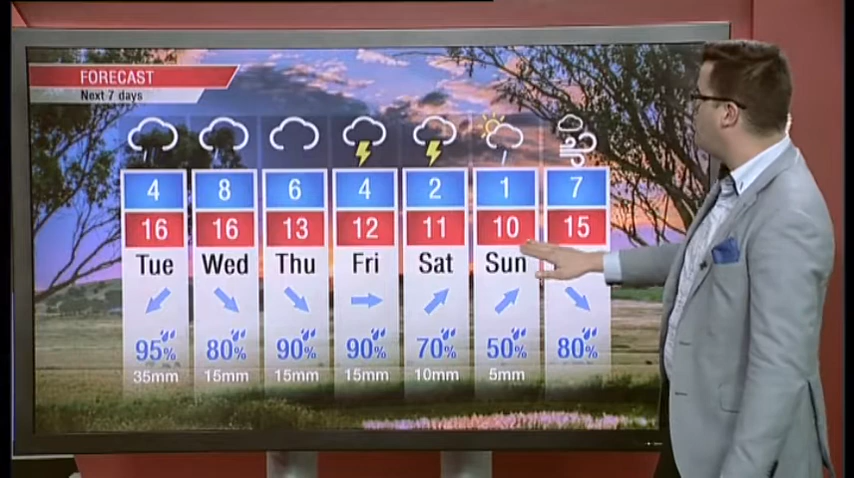 FORECAST
Next 7 days
4 8 6 4 2 1 7
16 16 13 12 11 10 15
Tue Wed Thu Fri Sat Sun
95% 80% 90% 90% 70% 50% 80%
35mm 15mm 15mm 15mm 10mm 5mm